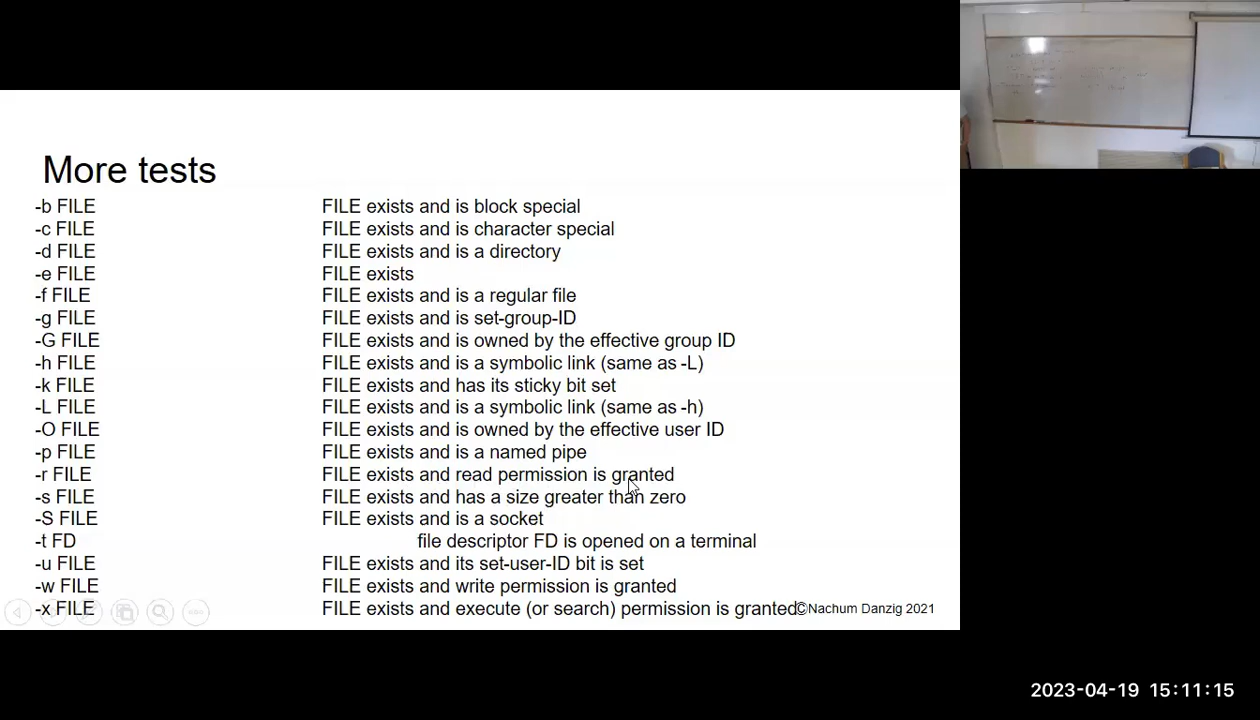 More tests
-b FILE FILE exists and is block special
-c FILE FILE exists and is character special
-d FILE FILE exists and is a directory
-e FILE FILE exists
-f FILE FILE exists and is a regular file
-g FILE FILE exists and is set-group-ID
-G FILE FILE exists and is owned by the effective group ID
-h FILE FILE exists and is a symbolic link (same as -L)
-k FILE FILE exists and has its sticky bit set
-L FILE FILE exists and is a symbolic link (same as -h)
-O FILE FILE exists and is owned by the effective user ID
-p FILE FILE exists and is a named pipe
-r FILE FILE exists and read permission is granted
-s FILE FILE exists and has a size greater than zero
-S FILE FILE exists and is a socket
-t FD file descriptor FD is opened on a terminal
-u FILE FILE exists and its set-user-ID bit is set
-w FILE FILE exists and write permission is granted
-x FILE FILE exists and execute (or search) permission is granted
©Nachum Danzig 2021
2023-04-19 15:11:15